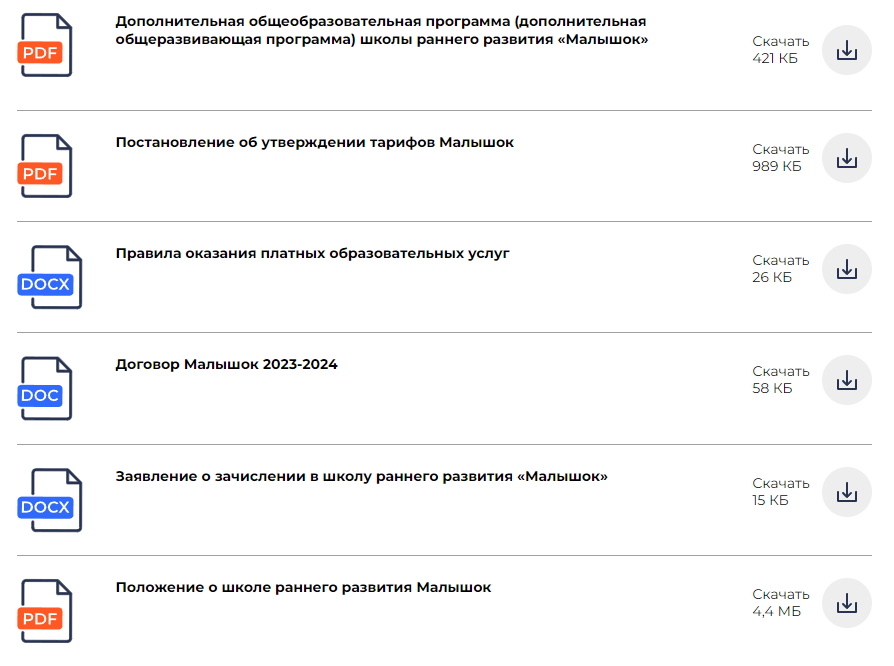 PDF
Дополнительная общеобразовательная программа (дополнительная
общеразвивающая программа) школы раннего развития «Малышок»
Скачать
421 КБ
PDF
Постановление об утверждении тарифов Малышок
Скачать
989 КБ
DOCX
Правила оказания платных образовательных услуг
Скачать
26 КБ
DOC
Договор Малышок 2023-2024
Скачать
58 КБ
DOCX
Заявление о зачислении в школу раннего развития «Малышок»
Скачать
15 КБ
PDF
Положение о школе раннего развития Малышок
Скачать
4,4 МБ